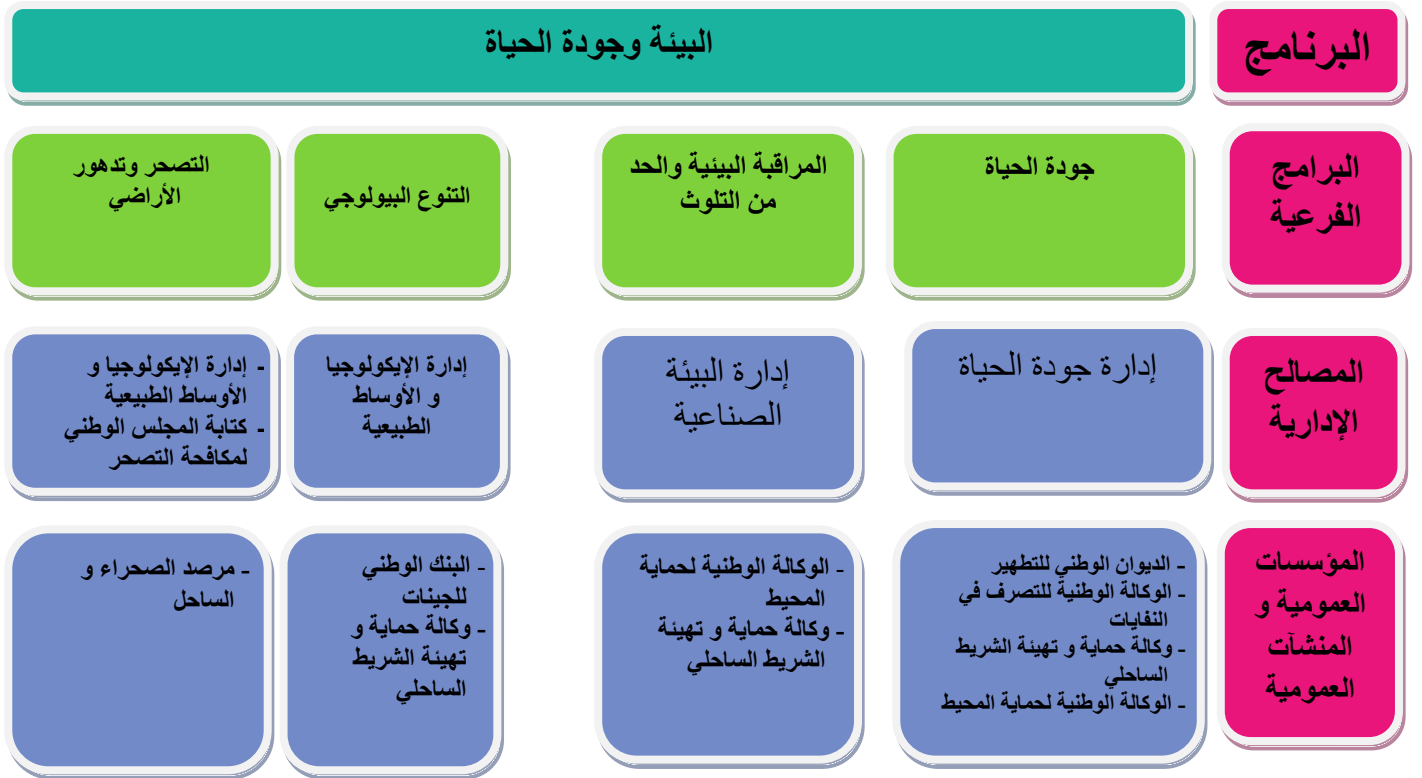 البرنامج
البيئة وجودة الحياة
البرامج
الفرعية
جودة الحياة
المراقبة البيئية والحد
من التلوث
التنوع البيولوجي
التصحر وتدهور
الأراضي
المصالح
الإدارية
إدارة جودة الحياة
إدارة البيئة
الصناعية
إدارة الإيكولوجيا
و الأوساط
الطبيعية
- إدارة الإيكولوجيا و
الأوساط الطبيعية
- كتابة المجلس الوطني
لمكافحة التصحر
المؤسسات
العمومية و
المنشآت
العمومية
- الديوان الوطني للتطهير
- الوكالة الوطنية للتصرف في
النفايات
- وكالة حماية و تهيئة الشريط
الساحلي
- الوكالة الوطنية لحماية المحيط
- الوكالة الوطنية لحماية
المحيط
- وكالة حماية و تهيئة
الشريط الساحلي
- البنك الوطني
للجينات
- وكالة حماية و
تهيئة الشريط
الساحلي
- مرصد الصحراء و
الساحل